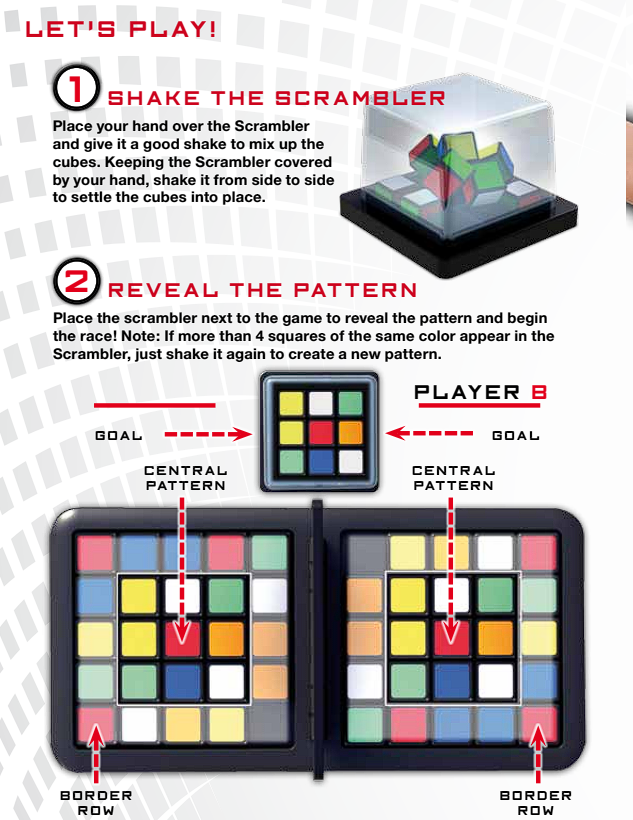 LET'S PLAY!
1 SHAKE THE SCRAMBLER
Place your hand over the Scrambler
and give it a good shake to mix up the
cubes. Keeping the Scrambler covered
by your hand, shake it from side to side
to settle the cubes into place.
2 REVEAL THE PATTERN
Place the scrambler next to the game to reveal the pattern and begin
the race! Note: If more than 4 squares of the same color appear in the
Scrambler, just shake it again to create a new pattern.
PLAYER B
GOAL
GOAL
CENTRAL
PATTERN
CENTRAL
PATTERN
BORDER
ROW
BORDER
ROW